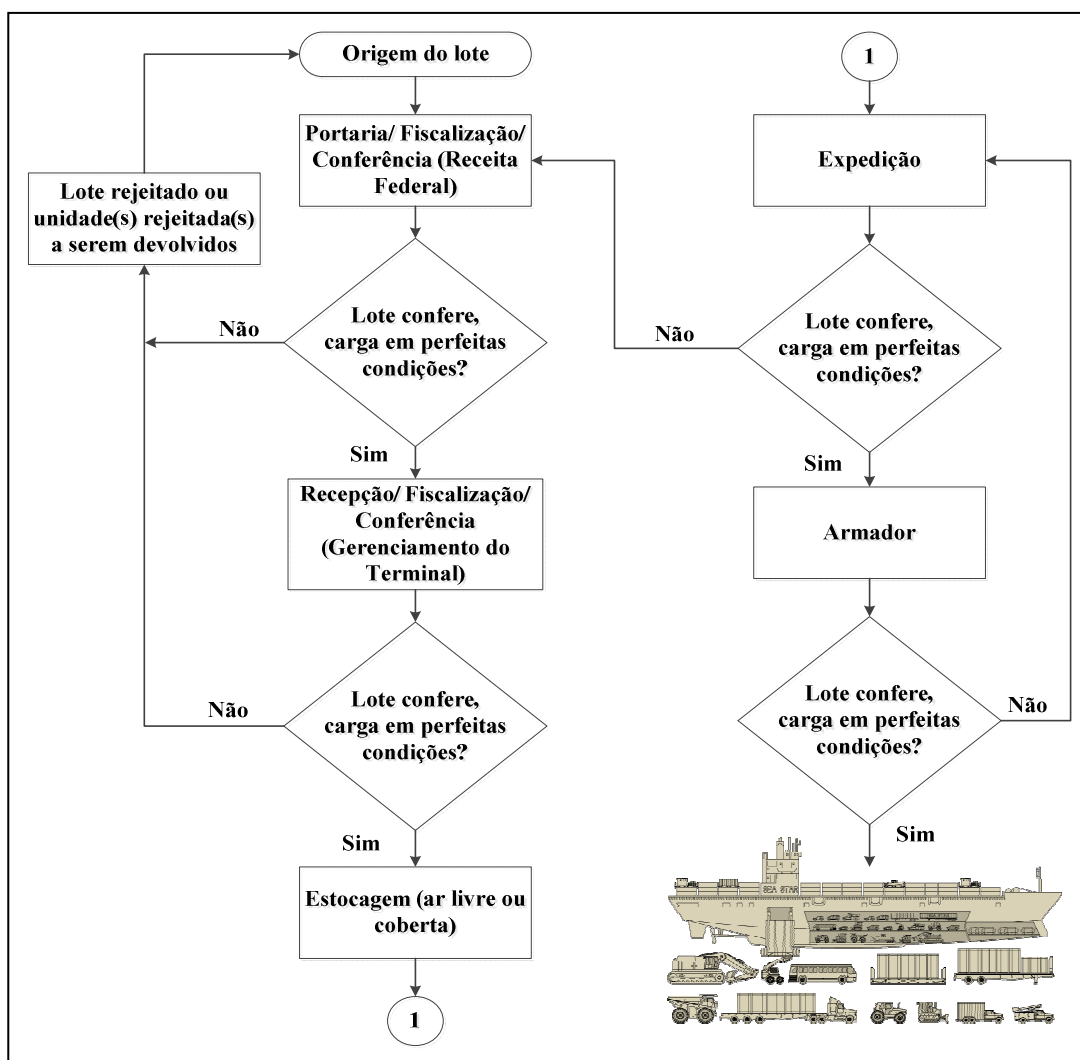 Origem do lote
Portaria/ Fiscalização/
Conferência (Receita
Federal)
Lote rejeitado ou
unidade(s) rejeitada(s)
a serem devolvidos
Lote confere,
carga em perfeitas
condições?
Não
Sim
Recepção/ Fiscalização/
Conferência
(Gerenciamento do
Terminal)
Lote confere,
carga em perfeitas
condições?
Não
Sim
Estocagem (ar livre ou
coberta)
1
1
Expedição
Lote confere,
carga em perfeitas
condições?
Não
Sim
Armador
Lote confere,
carga em perfeitas
condições?
Não
Sim
SEA STAR